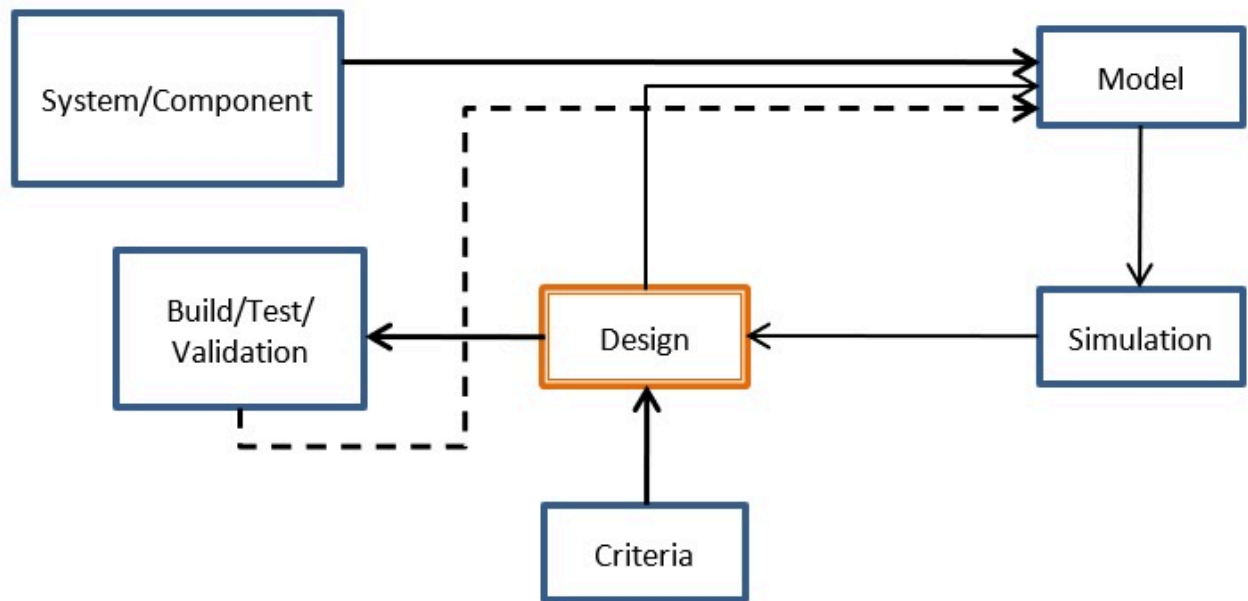 System/Component
Model
Build/Test/
Validation
Design
Simulation
Criteria